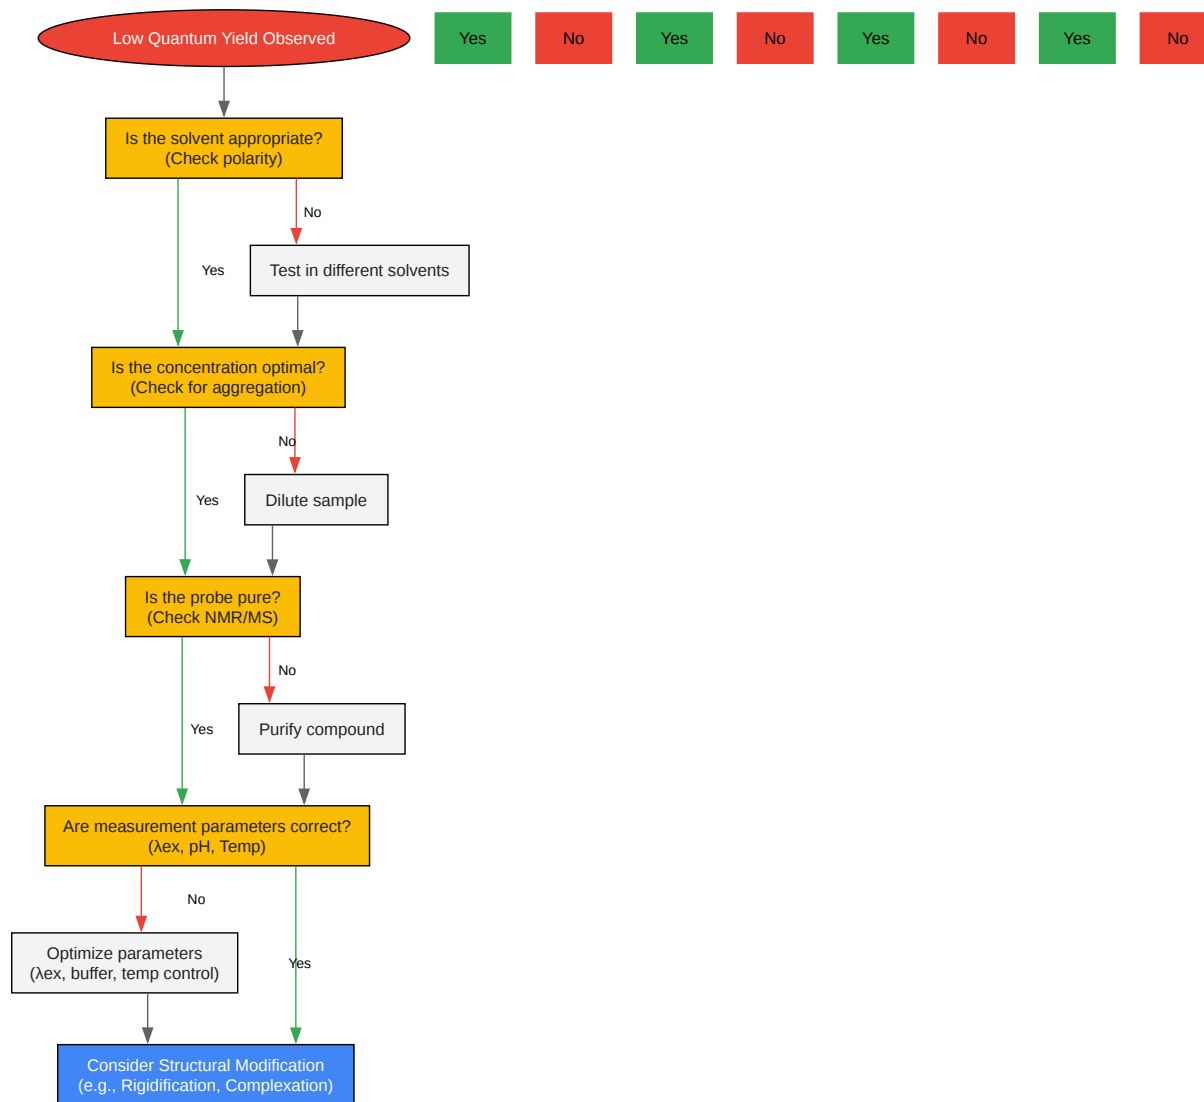 Low Quantum Yield Observed
Yes
No
Yes
No
Yes
No
Yes
No
Is the solvent appropriate?
(Check polarity)
No
Yes
Test in different solvents
Is the concentration optimal?
(Check for aggregation)
No
Yes
Dilute sample
Is the probe pure?
(Check NMR/MS)
No
Yes
Purify compound
Are measurement parameters correct?
(λex, pH, Temp)
No
Optimize parameters
(λex, buffer, temp control)
Yes
Consider Structural Modification
(e.g., Rigidification, Complexation)